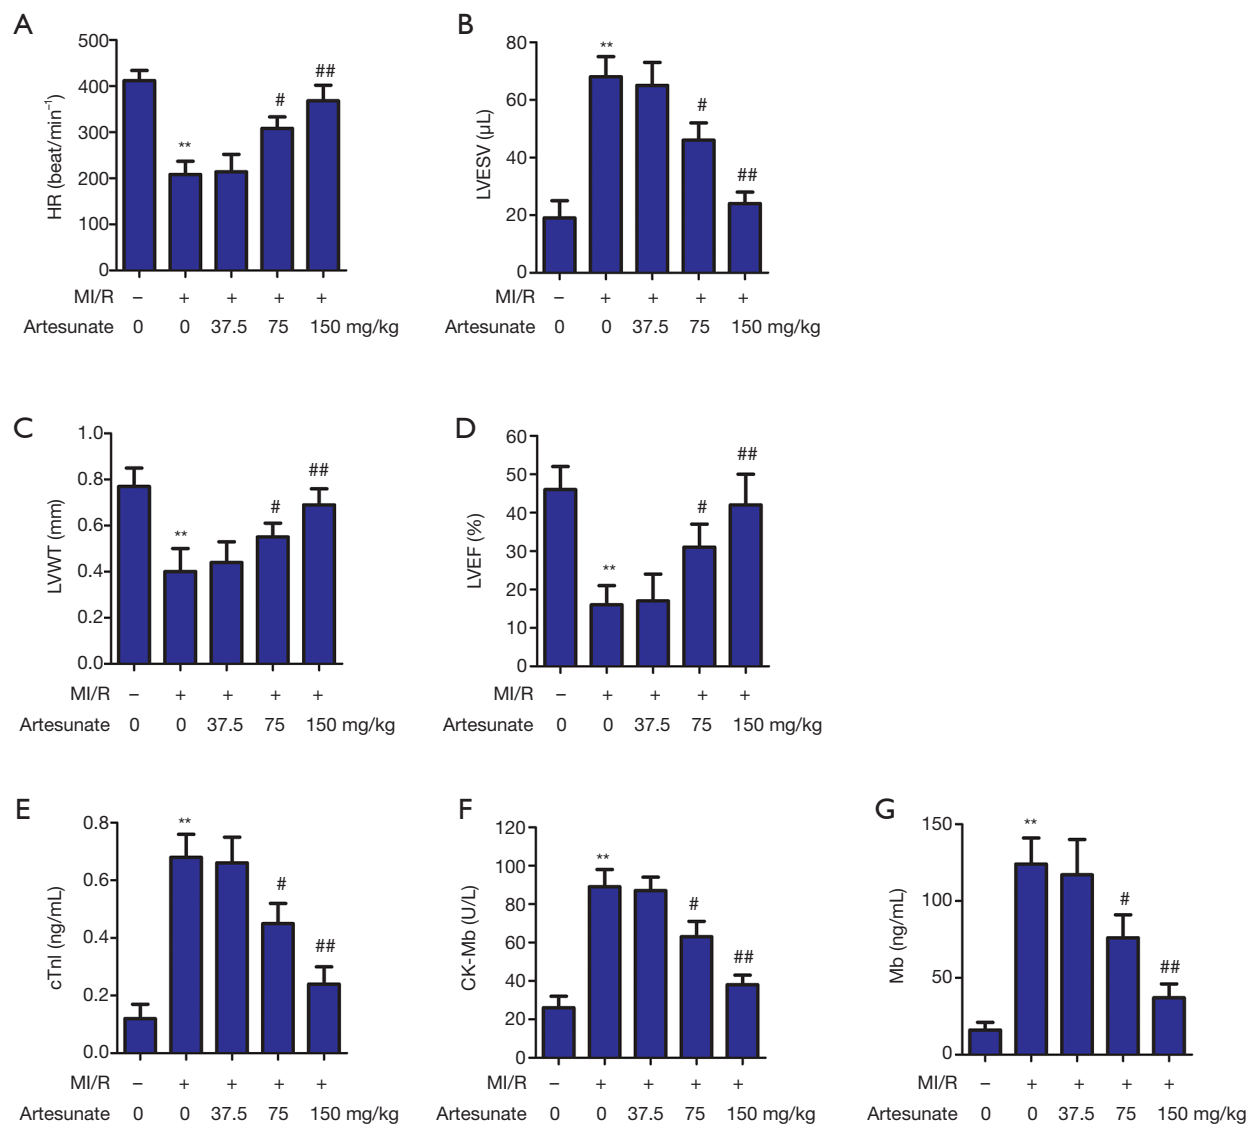 A
HR (beat/min⁻¹)
500
400
300
200
100
0
**
#
##
MI/R − + + + +
Artesunate 0 0 37.5 75 150 mg/kg
B
LVESV (µL)
80
60
40
20
0
**
#
##
MI/R − + + + +
Artesunate 0 0 37.5 75 150 mg/kg
C
LVWT (mm)
1.0
0.8
0.6
0.4
0.2
0.0
**
#
##
MI/R − + + + +
Artesunate 0 0 37.5 75 150 mg/kg
D
LVEF (%)
60
50
40
30
20
10
0
**
#
##
MI/R − + + + +
Artesunate 0 0 37.5 75 150 mg/kg
E
cTnI (ng/mL)
0.8
0.6
0.4
0.2
0.0
**
#
##
MI/R − + + + +
Artesunate 0 0 37.5 75 150 mg/kg
F
CK-Mb (U/L)
120
100
80
60
40
20
0
**
#
##
MI/R − + + + +
Artesunate 0 0 37.5 75 150 mg/kg
G
Mb (ng/mL)
150
100
50
0
**
#
##
MI/R − + + + +
Artesunate 0 0 37.5 75 150 mg/kg